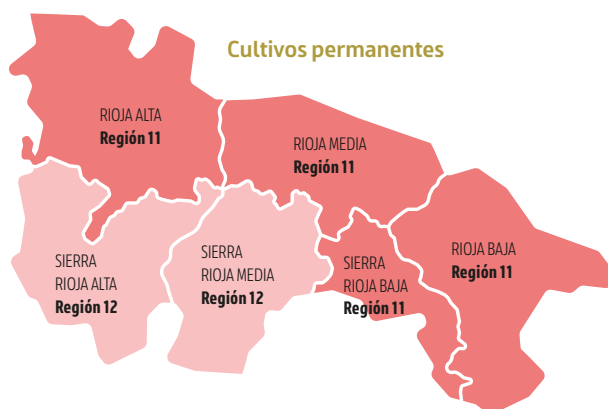 Cultivos permanentes
RIOJA ALTA
Región 11
RIOJA MEDIA
Región 11
SIERRA
RIOJA ALTA
Región 12
SIERRA
RIOJA MEDIA
Región 12
SIERRA
RIOJA BAJA
Región 11
RIOJA BAJA
Región 11